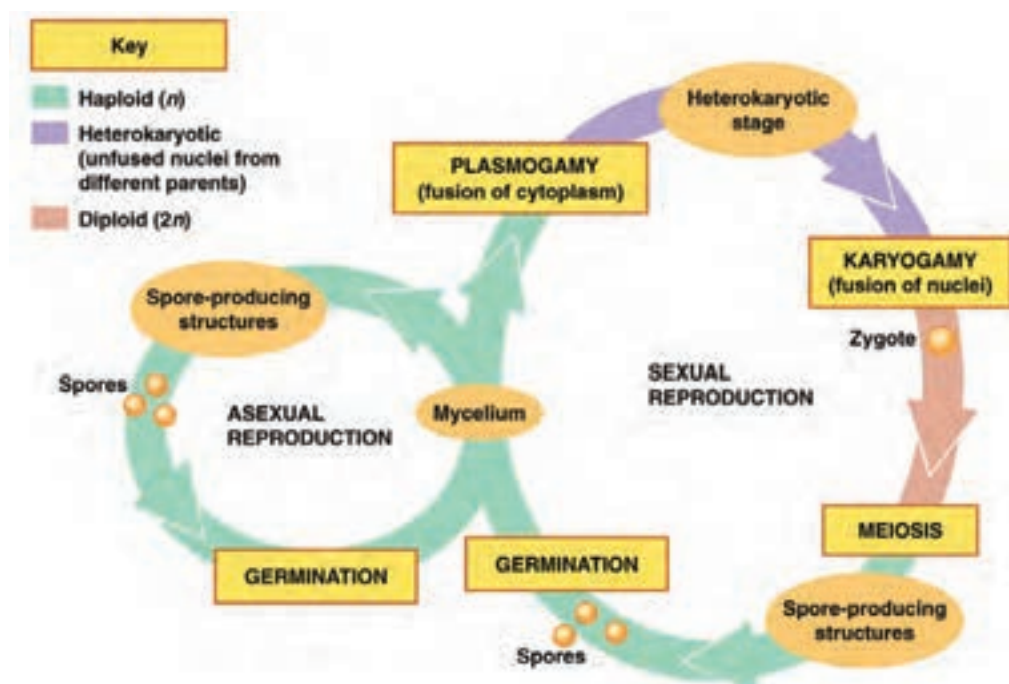 Key
Haploid (n)
Heterokaryotic
(unfused nuclei from
different parents)
Diploid (2n)
Heterokaryotic
stage
PLASMOGAMY
(fusion of cytoplasm)
KARYOGAMY
(fusion of nuclei)
Spore-producing
structures
Zygote
Spores
ASEXUAL
REPRODUCTION
Mycelium
SEXUAL
REPRODUCTION
MEIOSIS
GERMINATION
GERMINATION
Spore-producing
structures
Spores